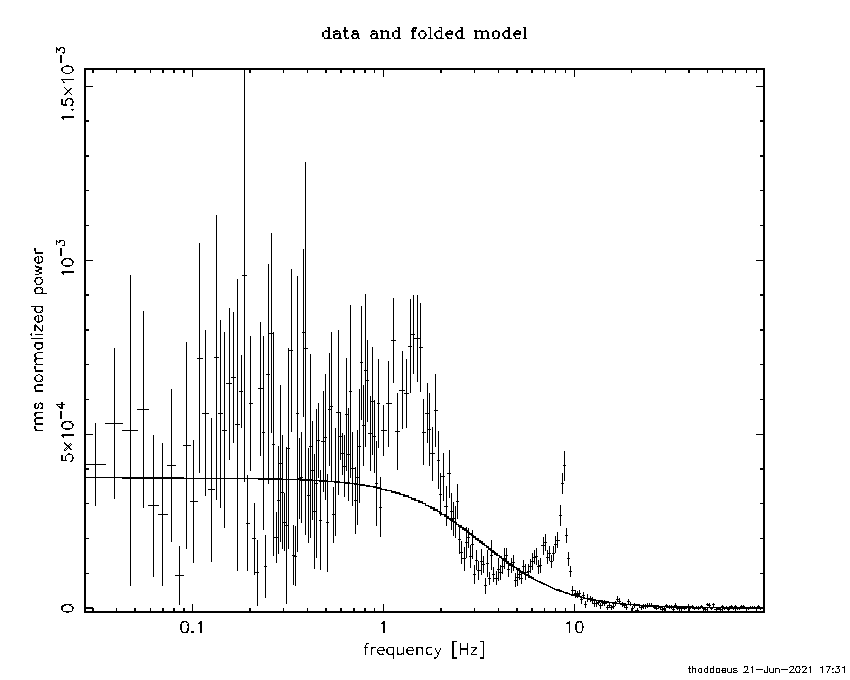 data and folded model
1.5×10⁻³
10⁻³
5×10⁻⁴
0
rms normalized power
0.1
1
10
frequency [Hz]
thaddaeus 21-Jun-2021 17:31